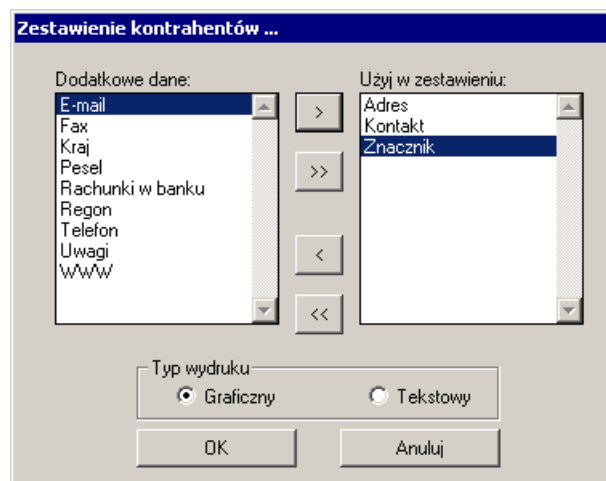 Zestawienie kontrahentów ...
Dodatkowe dane:
E-mail
Fax
Kraj
Pesel
Rachunki w banku
Regon
Telefon
Uwagi
WWW
>
>>
<
<<
Użyj w zestawieniu:
Adres
Kontakt
Znacznik
Typ wydruku
Graficzny
Tekstowy
OK
Anuluj